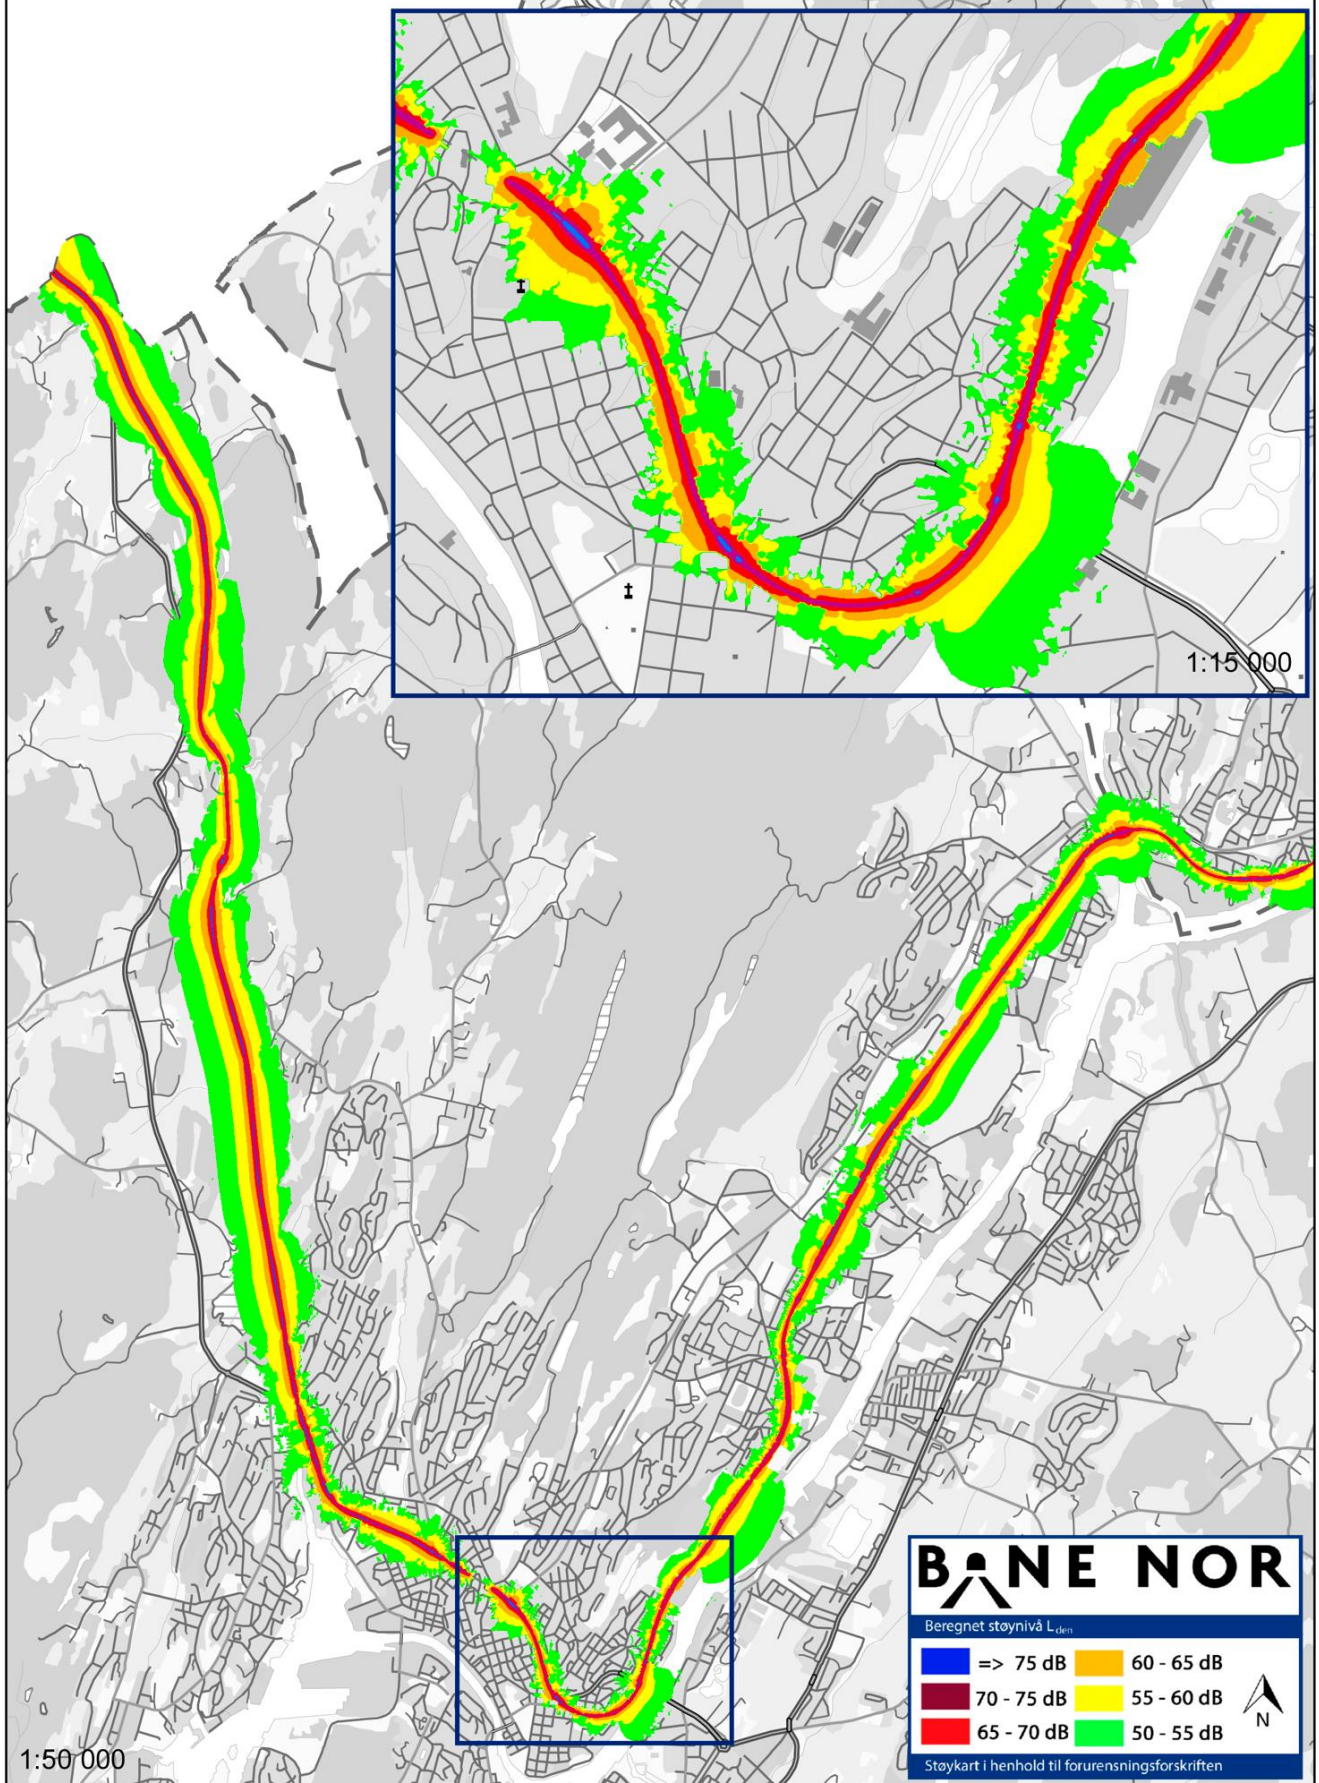 1:15 000
BANE NOR
Beregnet støynivå Lden
=> 75 dB 60 - 65 dB
70 - 75 dB 55 - 60 dB
65 - 70 dB 50 - 55 dB
N
Støykart i henhold til forurensningsforskriften
1:50 000